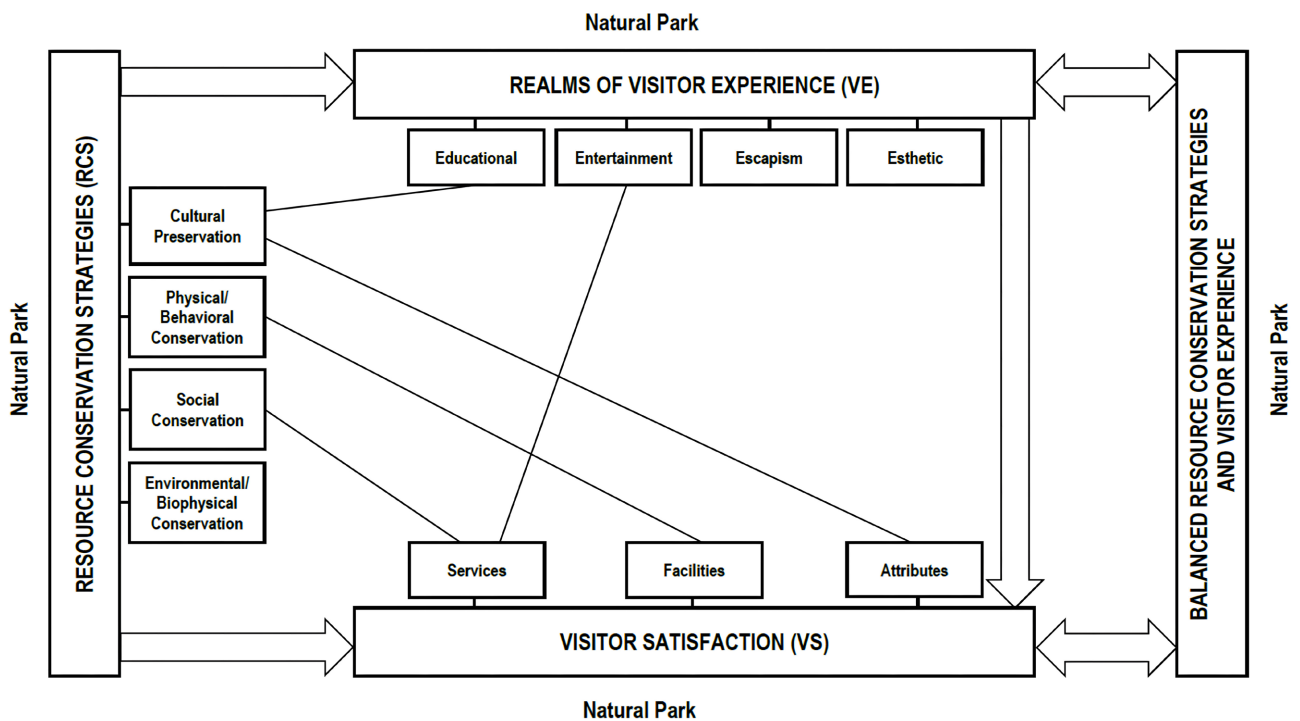 Natural Park
REALMS OF VISITOR EXPERIENCE (VE)
Educational
Entertainment
Escapism
Esthetic
Natural Park
RESOURCE CONSERVATION STRATEGIES (RCS)
Cultural
Preservation
Physical/
Behavioral
Conservation
Social
Conservation
Environmental/
Biophysical
Conservation
Services
Facilities
Attributes
VISITOR SATISFACTION (VS)
BALANCED RESOURCE CONSERVATION STRATEGIES
AND VISITOR EXPERIENCE
Natural Park
Natural Park